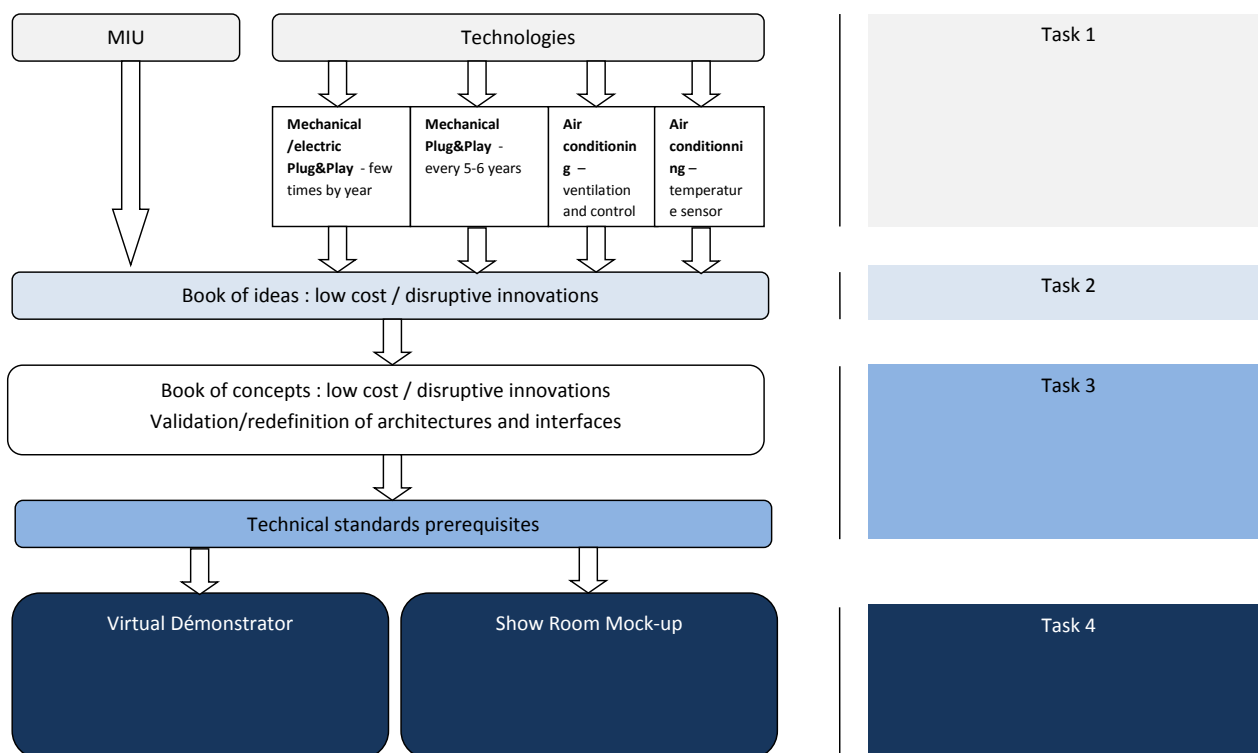 MIU
Technologies
Task 1
Mechanical
/electric
Plug&Play - few
times by year
Mechanical
Plug&Play -
every 5-6 years
Air
conditionin
g –
ventilation
and control
Air
conditionni
ng –
temperatur
e sensor
Book of ideas : low cost / disruptive innovations
Task 2
Book of concepts : low cost / disruptive innovations
Validation/redefinition of architectures and interfaces
Task 3
Technical standards prerequisites
Virtual Démonstrator
Show Room Mock-up
Task 4